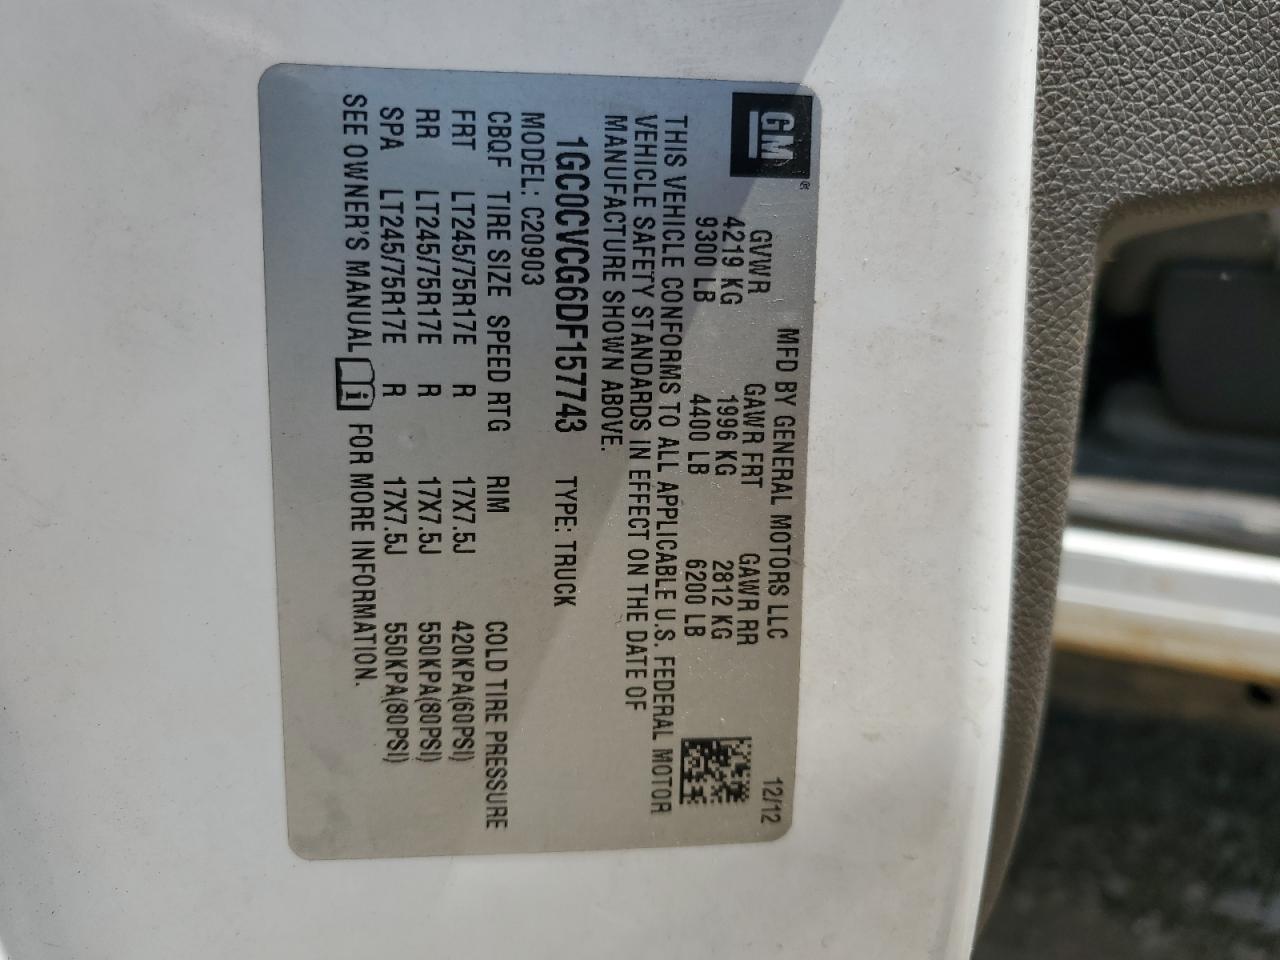 GM®
MFD BY GENERAL MOTORS LLC 12/12
GVWR GAWR FRT GAWR RR
4219 KG 1996 KG 2812 KG
9300 LB 4400 LB 6200 LB
THIS VEHICLE CONFORMS TO ALL APPLICABLE U.S. FEDERAL MOTOR
VEHICLE SAFETY STANDARDS IN EFFECT ON THE DATE OF
MANUFACTURE SHOWN ABOVE.
1GC0CVCG6DF157743 TYPE: TRUCK
MODEL: C20903
CBQF TIRE SIZE SPEED RTG RIM COLD TIRE PRESSURE
FRT LT245/75R17E R 17X7.5J 420KPA(60PSI)
RR LT245/75R17E R 17X7.5J 550KPA(80PSI)
SPA LT245/75R17E R 17X7.5J 550KPA(80PSI)
SEE OWNER'S MANUAL i FOR MORE INFORMATION.